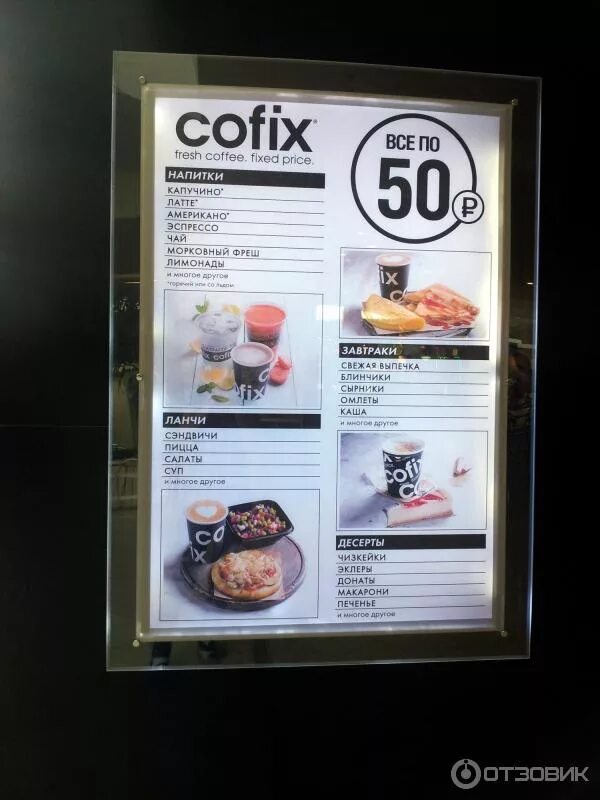 cofix®
fresh coffee. fixed price.
ВСЕ ПО
50 ₽
НАПИТКИ
КАПУЧИНО*
ЛАТТЕ*
АМЕРИКАНО*
ЭСПРЕССО
ЧАЙ
МОРКОВНЫЙ ФРЕШ
ЛИМОНАДЫ
и многое другое
*горячий или со льдом
cofix
ЛАНЧИ
СЭНДВИЧИ
ПИЦЦА
САЛАТЫ
СУП
и многое другое
ЗАВТРАКИ
СВЕЖАЯ ВЫПЕЧКА
БЛИНЧИКИ
СЫРНИКИ
ОМЛЕТЫ
КАША
и многое другое
cofix
ДЕСЕРТЫ
ЧИЗКЕЙКИ
ЭКЛЕРЫ
ДОНАТЫ
МАКАРОНИ
ПЕЧЕНЬЕ
и многое другое
ОТЗОВИК